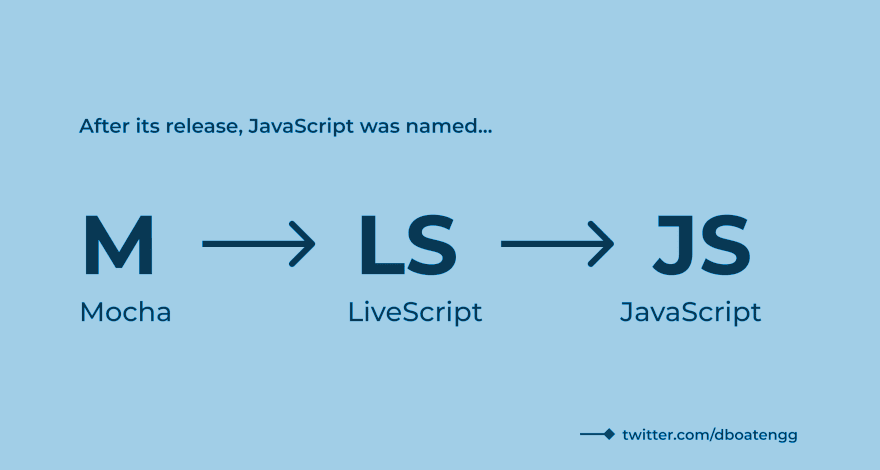 After its release, JavaScript was named...
M LS JS
Mocha LiveScript JavaScript
twitter.com/dboatengg